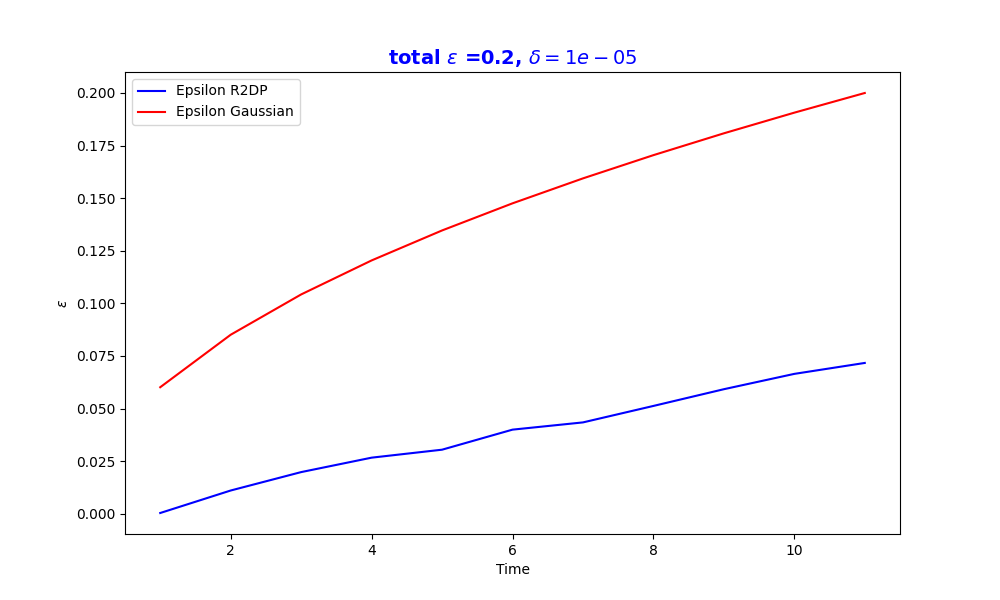 total ε =0.2, δ = 1e − 05
Epsilon R2DP
Epsilon Gaussian
0.200
0.175
0.150
0.125
0.100
0.075
0.050
0.025
0.000
ε
2 4 6 8 10
Time